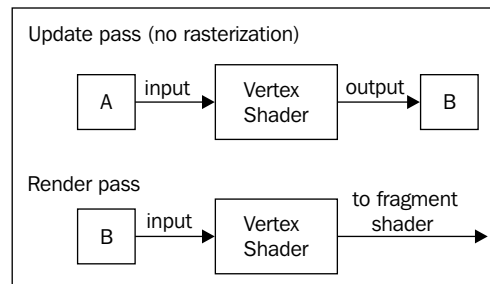 Update pass (no rasterization)
A
input
Vertex
Shader
output
B
Render pass
B
input
Vertex
Shader
to fragment
shader